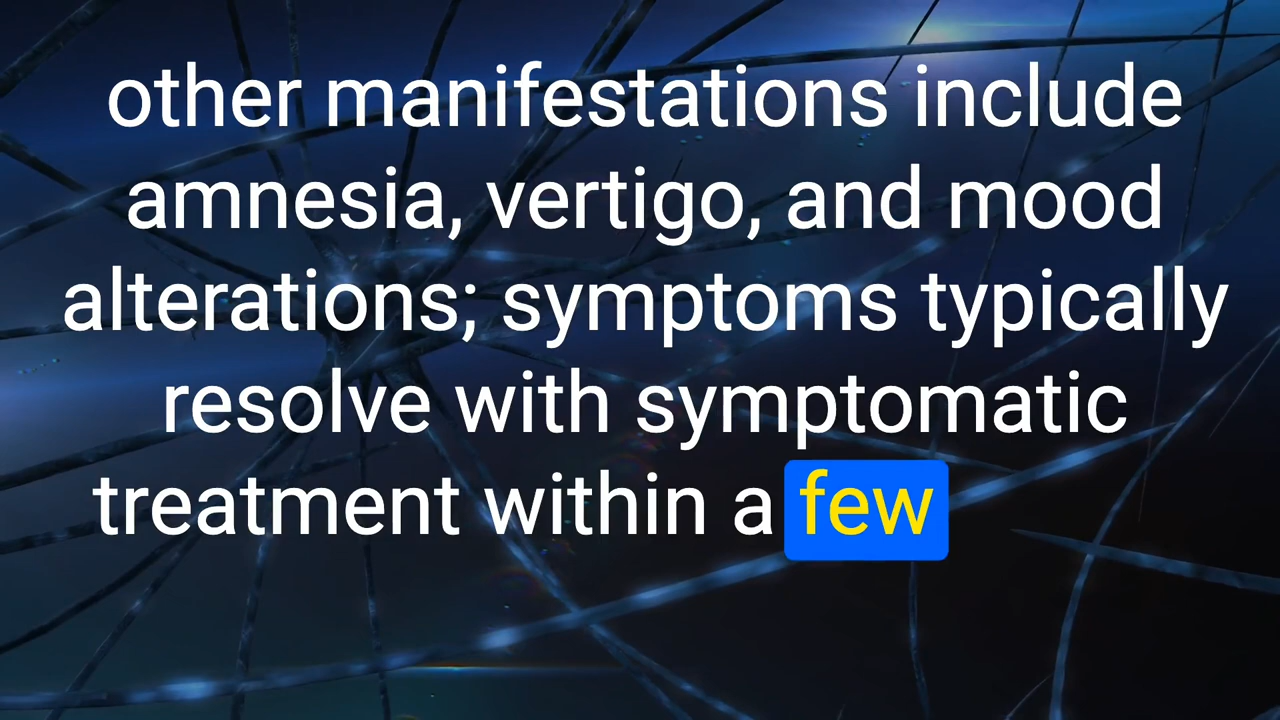 other manifestations include
amnesia, vertigo, and mood
alterations; symptoms typically
resolve with symptomatic
treatment within a few